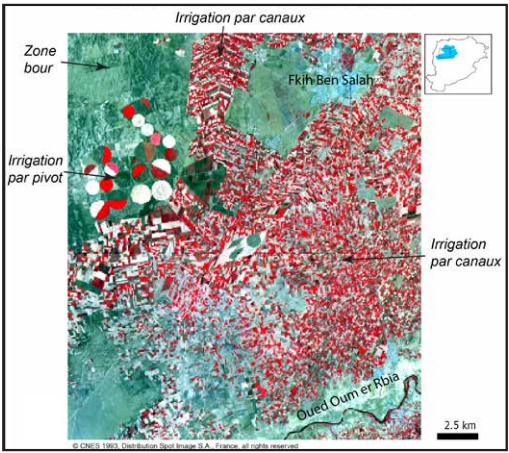 Irrigation par canaux
Zone
bour
Fkih Ben Salah
Irrigation
par pivot
Irrigation
par canaux
Oued Oum er Rbia
2.5 km
© CNES 1993, Distribution Spot Image S.A., France, all rights reserved